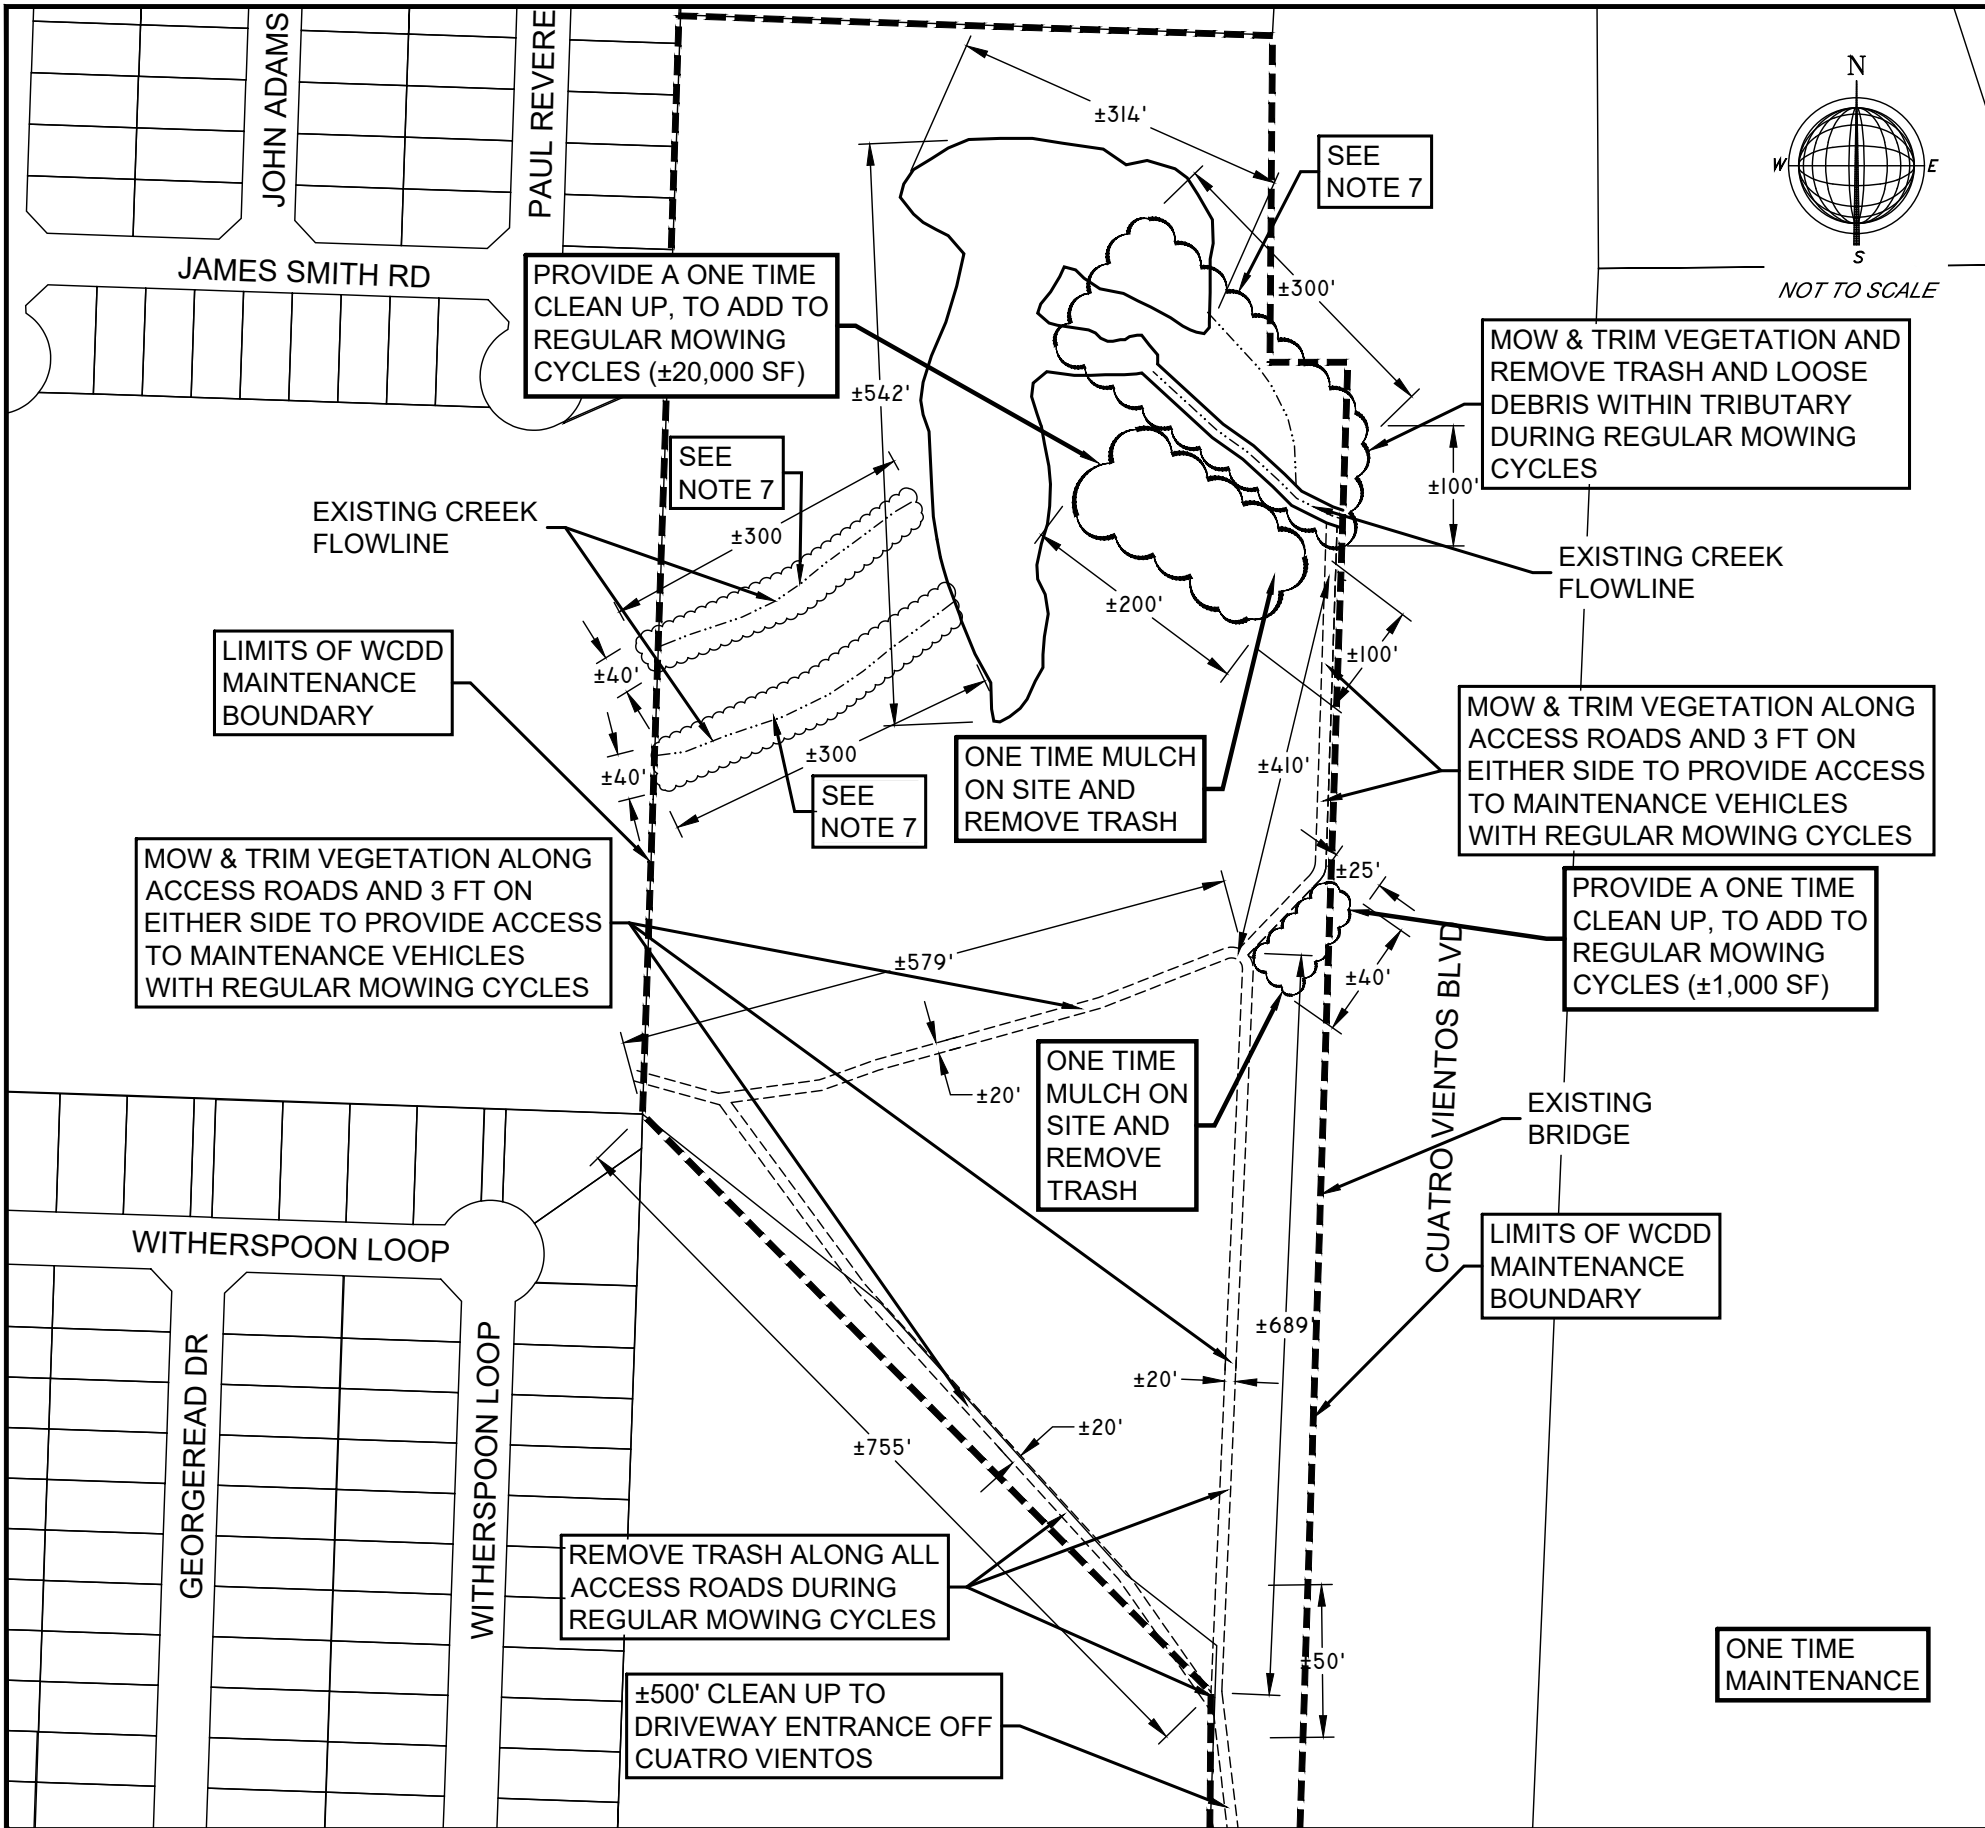 JOHN ADAMS
PAUL REVERE
JAMES SMITH RD
N
W
E
S
NOT TO SCALE
±314'
SEE
NOTE 7
±300'
PROVIDE A ONE TIME
CLEAN UP, TO ADD TO
REGULAR MOWING
CYCLES (±20,000 SF)
±542'
MOW & TRIM VEGETATION AND
REMOVE TRASH AND LOOSE
DEBRIS WITHIN TRIBUTARY
DURING REGULAR MOWING
CYCLES
±100'
SEE
NOTE 7
EXISTING CREEK
FLOWLINE
±300
EXISTING CREEK
FLOWLINE
±200'
±100'
LIMITS OF WCDD
MAINTENANCE
BOUNDARY
±40'
±40'
±300
SEE
NOTE 7
ONE TIME MULCH
ON SITE AND
REMOVE TRASH
±410'
MOW & TRIM VEGETATION ALONG
ACCESS ROADS AND 3 FT ON
EITHER SIDE TO PROVIDE ACCESS
TO MAINTENANCE VEHICLES
WITH REGULAR MOWING CYCLES
MOW & TRIM VEGETATION ALONG
ACCESS ROADS AND 3 FT ON
EITHER SIDE TO PROVIDE ACCESS
TO MAINTENANCE VEHICLES
WITH REGULAR MOWING CYCLES
±25'
PROVIDE A ONE TIME
CLEAN UP, TO ADD TO
REGULAR MOWING
CYCLES (±1,000 SF)
±579'
±40'
±20'
ONE TIME
MULCH ON
SITE AND
REMOVE
TRASH
CUATRO VIENTOS BLVD
EXISTING
BRIDGE
WITHERSPOON LOOP
LIMITS OF WCDD
MAINTENANCE
BOUNDARY
±689'
±20'
±20'
±755'
GEORGEREAD DR
WITHERSPOON LOOP
REMOVE TRASH ALONG ALL
ACCESS ROADS DURING
REGULAR MOWING CYCLES
±50'
±500' CLEAN UP TO
DRIVEWAY ENTRANCE OFF
CUATRO VIENTOS
ONE TIME
MAINTENANCE